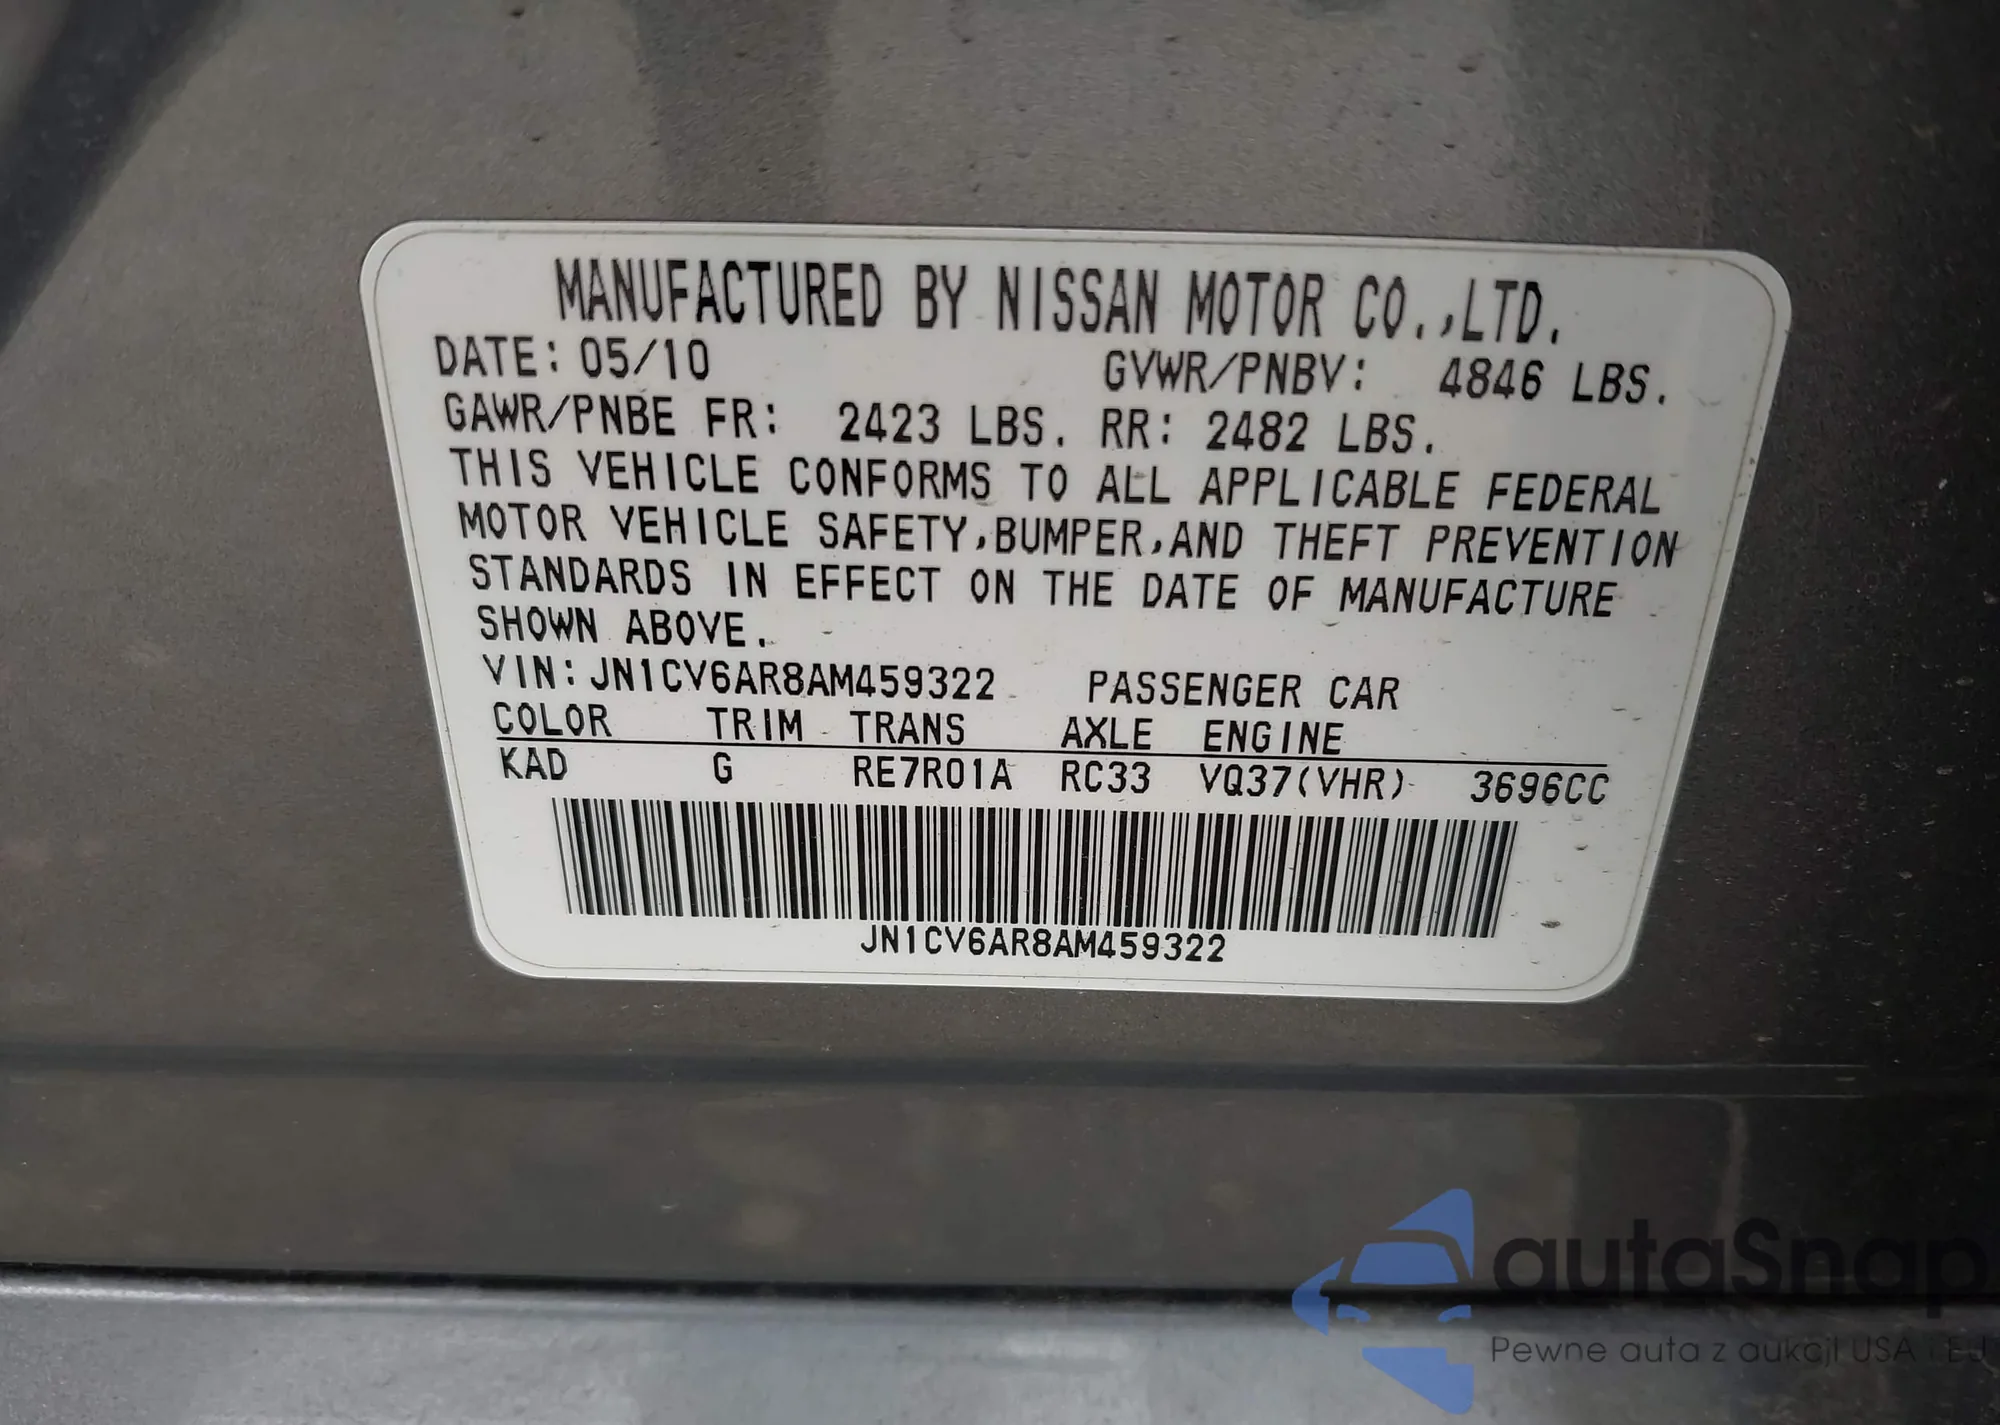 MANUFACTURED BY NISSAN MOTOR CO.,LTD.
DATE: 05/10 GVWR/PNBV: 4846 LBS.
GAWR/PNBE FR: 2423 LBS. RR: 2482 LBS.
THIS VEHICLE CONFORMS TO ALL APPLICABLE FEDERAL
MOTOR VEHICLE SAFETY,BUMPER,AND THEFT PREVENTION
STANDARDS IN EFFECT ON THE DATE OF MANUFACTURE
SHOWN ABOVE.
VIN:JN1CV6AR8AM459322 PASSENGER CAR
COLOR TRIM TRANS AXLE ENGINE
KAD G RE7R01A RC33 VQ37(VHR) 3696CC
JN1CV6AR8AM459322
autaSnap
Pewne auta z aukcji USA i EU